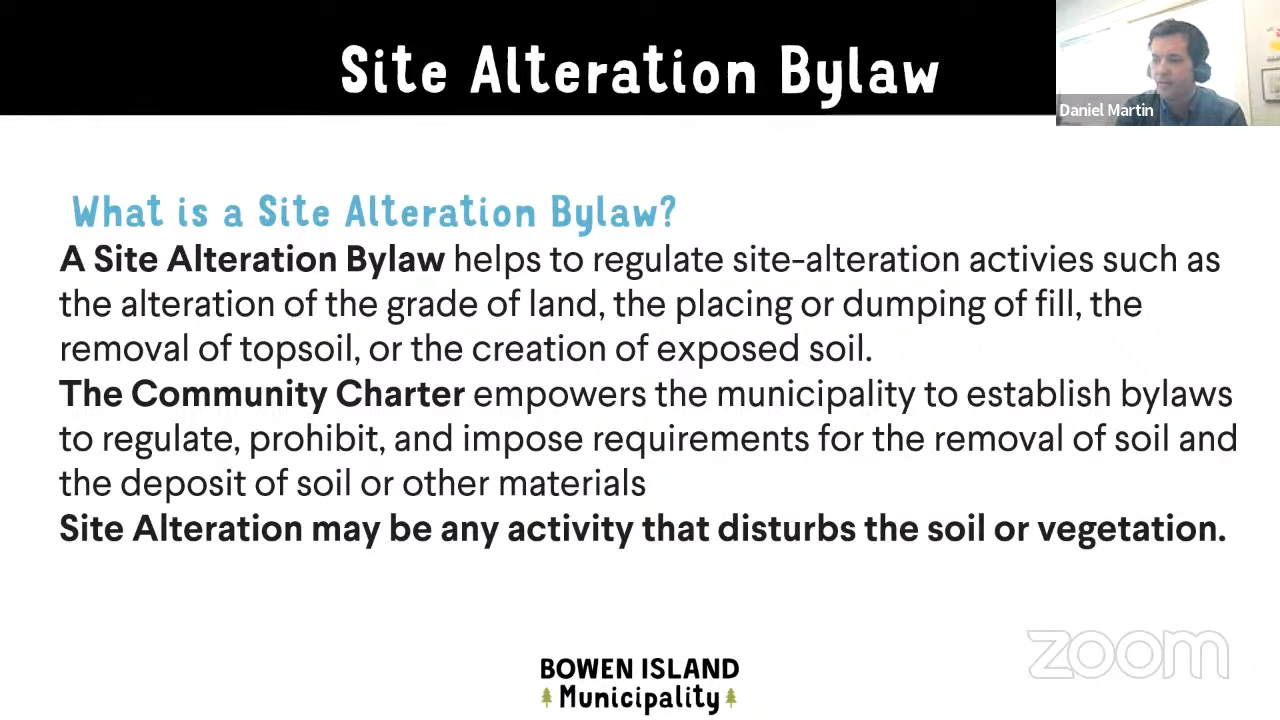 Site Alteration Bylaw
Daniel Martin
What is a Site Alteration Bylaw?
A Site Alteration Bylaw helps to regulate site-alteration activies such as
the alteration of the grade of land, the placing or dumping of fill, the
removal of topsoil, or the creation of exposed soil.
The Community Charter empowers the municipality to establish bylaws
to regulate, prohibit, and impose requirements for the removal of soil and
the deposit of soil or other materials
Site Alteration may be any activity that disturbs the soil or vegetation.
zoom
BOWEN ISLAND
Municipality